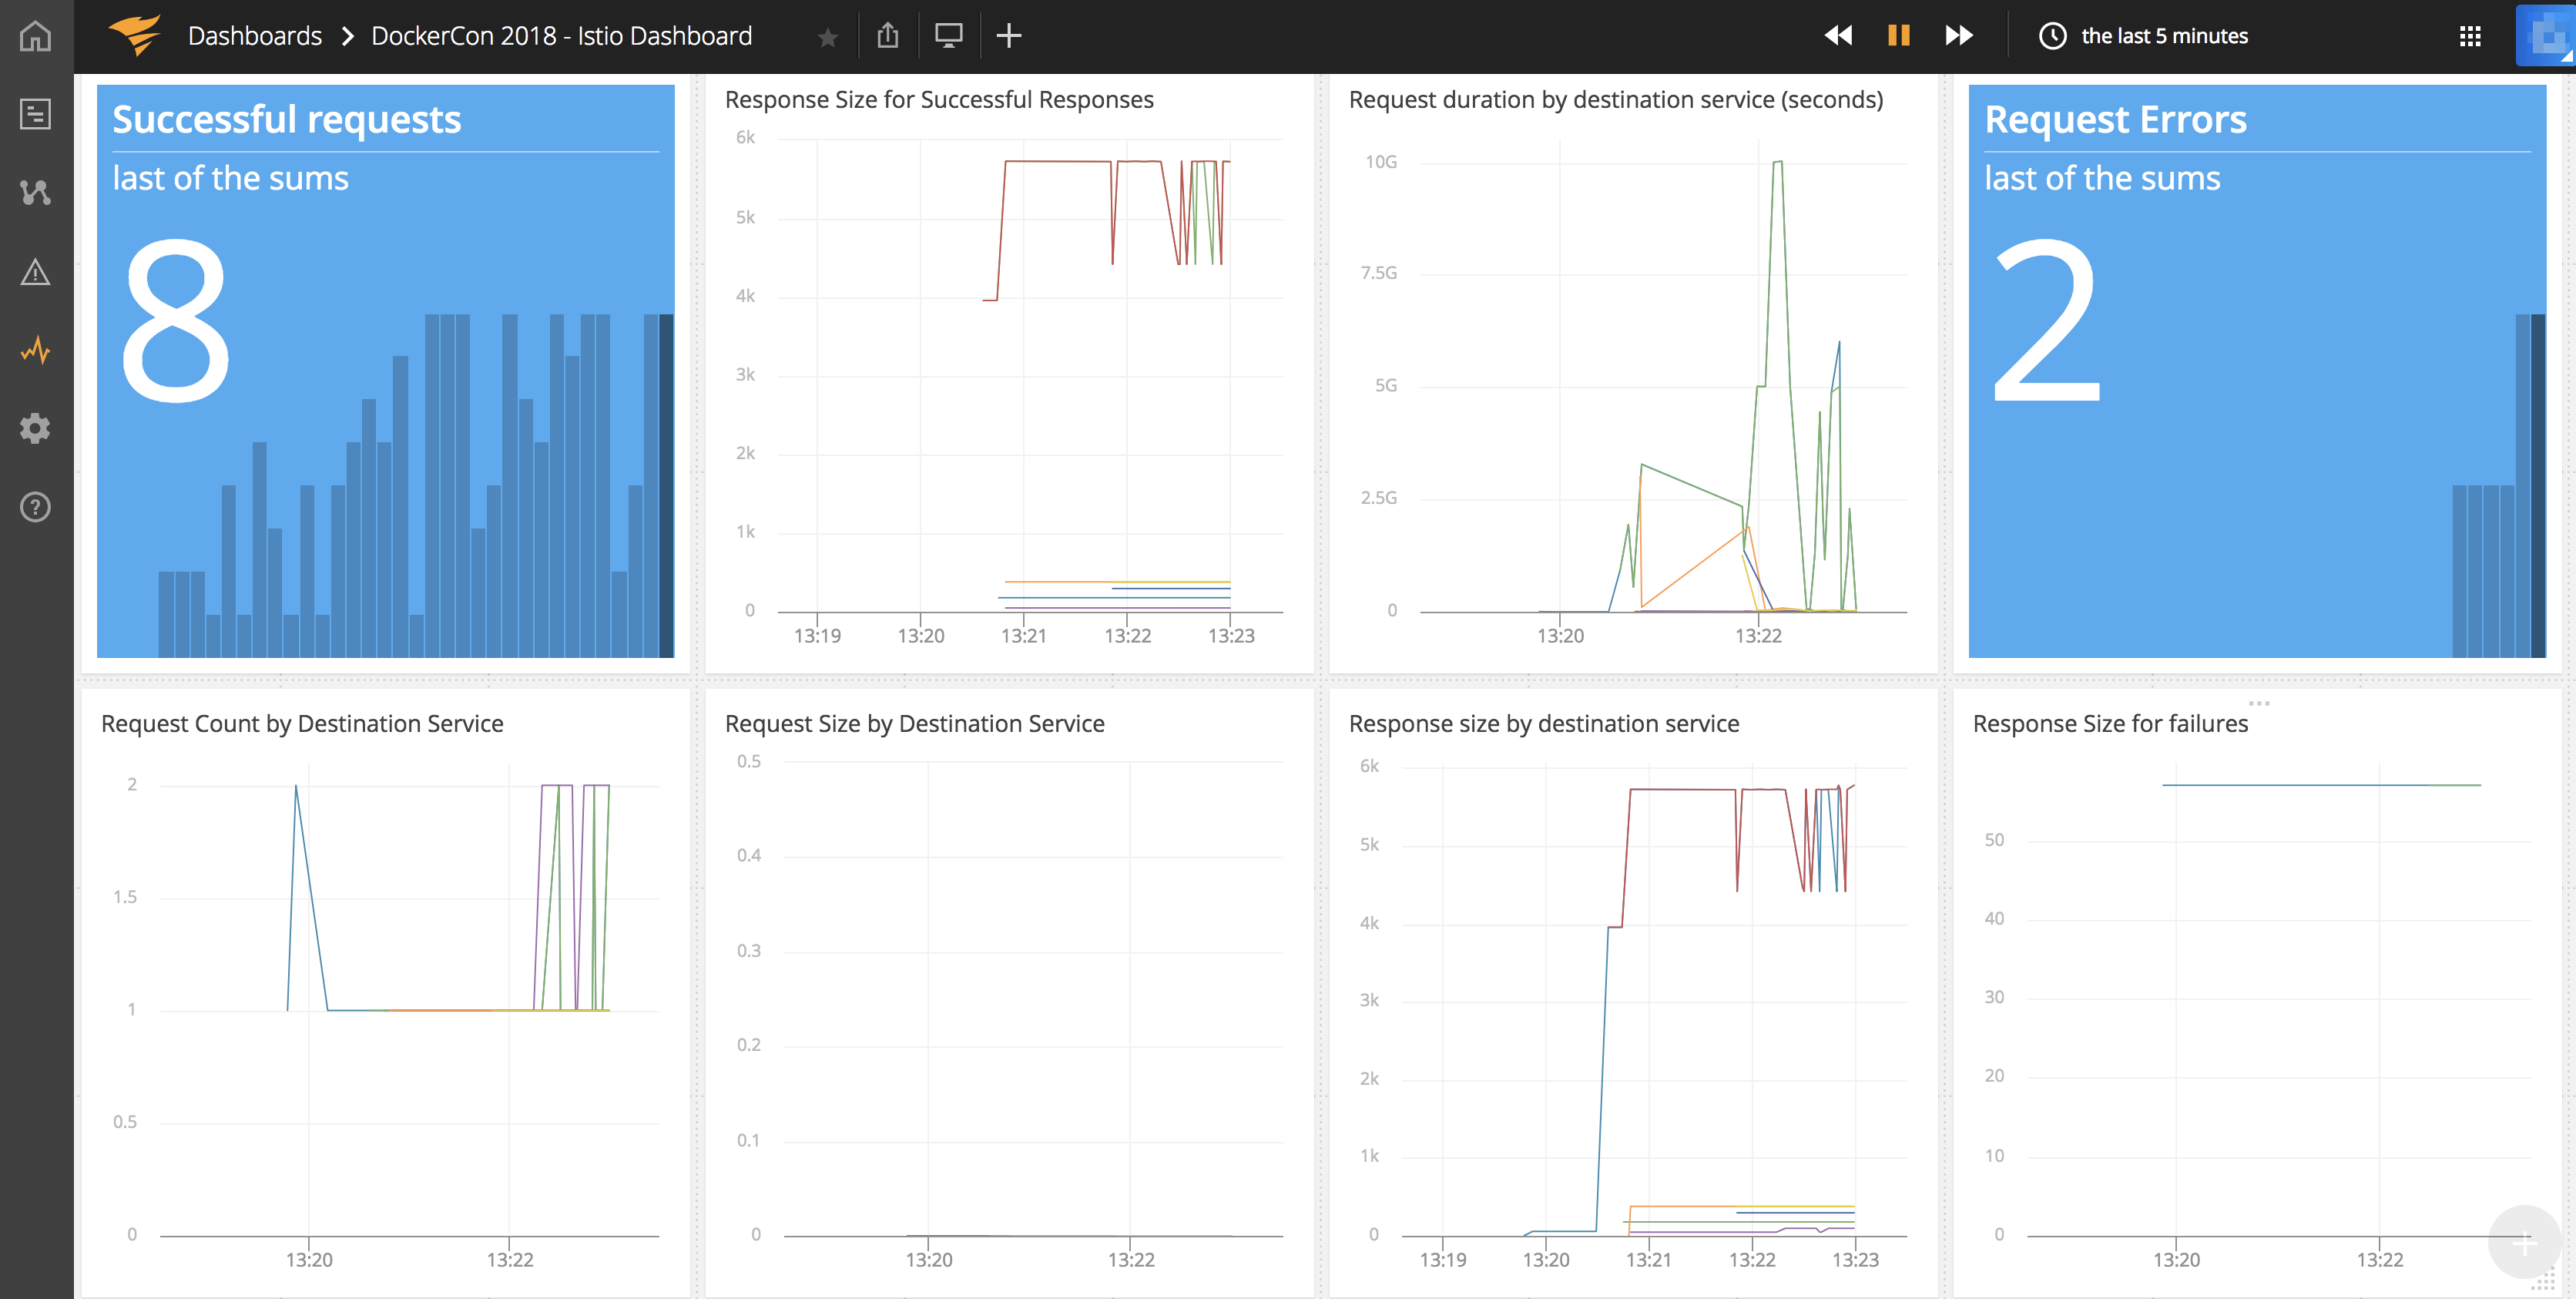 Dashboards > DockerCon 2018 - Istio Dashboard
the last 5 minutes
Successful requests
last of the sums
8
Response Size for Successful Responses
6k
5k
4k
3k
2k
1k
0
13:19 13:20 13:21 13:22 13:23
Request duration by destination service (seconds)
10G
7.5G
5G
2.5G
0
13:20 13:22
Request Errors
last of the sums
2
Request Count by Destination Service
2
1.5
1
0.5
0
13:20 13:22
Request Size by Destination Service
0.5
0.4
0.3
0.2
0.1
0
13:20 13:22
Response size by destination service
6k
5k
4k
3k
2k
1k
0
13:19 13:20 13:21 13:22 13:23
Response Size for failures
50
40
30
20
10
0
13:20 13:22